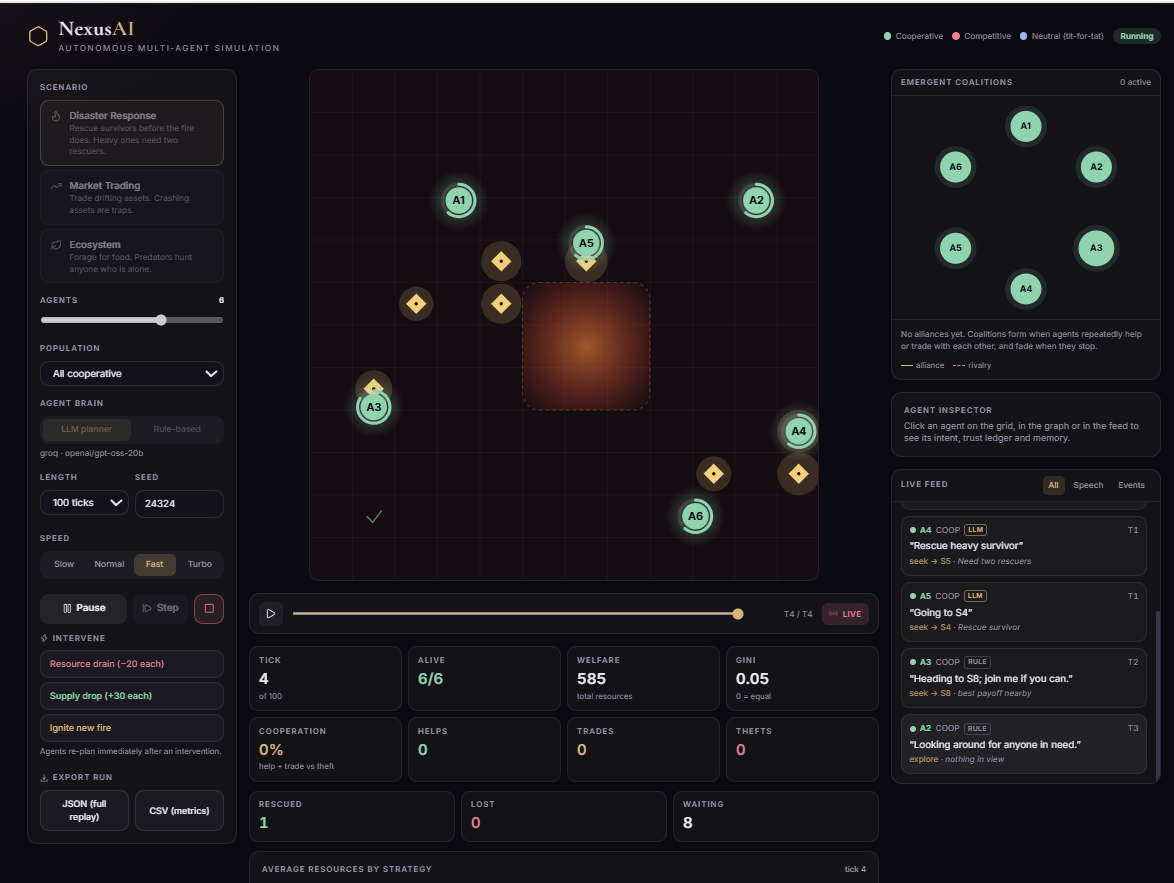 NexusAI
AUTONOMOUS MULTI-AGENT SIMULATION
Cooperative
Competitive
Neutral (tit-for-tat)
Running
SCENARIO
Disaster Response
Rescue survivors before the fire
does. Heavy ones need two
rescuers.
Market Trading
Trade drifting assets. Crashing
assets are traps.
Ecosystem
Forage for food. Predators hunt
anyone who is alone.
AGENTS 6
POPULATION
All cooperative
AGENT BRAIN
LLM planner Rule-based
groq · openai/gpt-oss-20b
LENGTH SEED
100 ticks 24324
SPEED
Slow Normal Fast Turbo
Pause Step
INTERVENE
Resource drain (−20 each)
Supply drop (+30 each)
Ignite new fire
Agents re-plan immediately after an intervention.
EXPORT RUN
JSON (full
replay)
CSV (metrics)
A1
A2
A5
A3
A4
A6
T4 / T4 LIVE
TICK
4
of 100
ALIVE
6/6
WELFARE
585
total resources
GINI
0.05
0 = equal
COOPERATION
0%
help + trade vs theft
HELPS
0
TRADES
0
THEFTS
0
RESCUED
1
LOST
0
WAITING
8
AVERAGE RESOURCES BY STRATEGY tick 4
EMERGENT COALITIONS 0 active
A1
A6
A2
A5
A3
A4
No alliances yet. Coalitions form when agents repeatedly help
or trade with each other, and fade when they stop.
alliance rivalry
AGENT INSPECTOR
Click an agent on the grid, in the graph or in the feed to
see its intent, trust ledger and memory.
LIVE FEED All Speech Events
A4 COOP LLM T1
"Rescue heavy survivor"
seek → S5 · Need two rescuers
A5 COOP LLM T1
"Going to S4"
seek → S4 · Rescue survivor
A3 COOP RULE T2
"Heading to S8; join me if you can."
seek → S8 · best payoff nearby
A2 COOP RULE T3
"Looking around for anyone in need."
explore · nothing in view